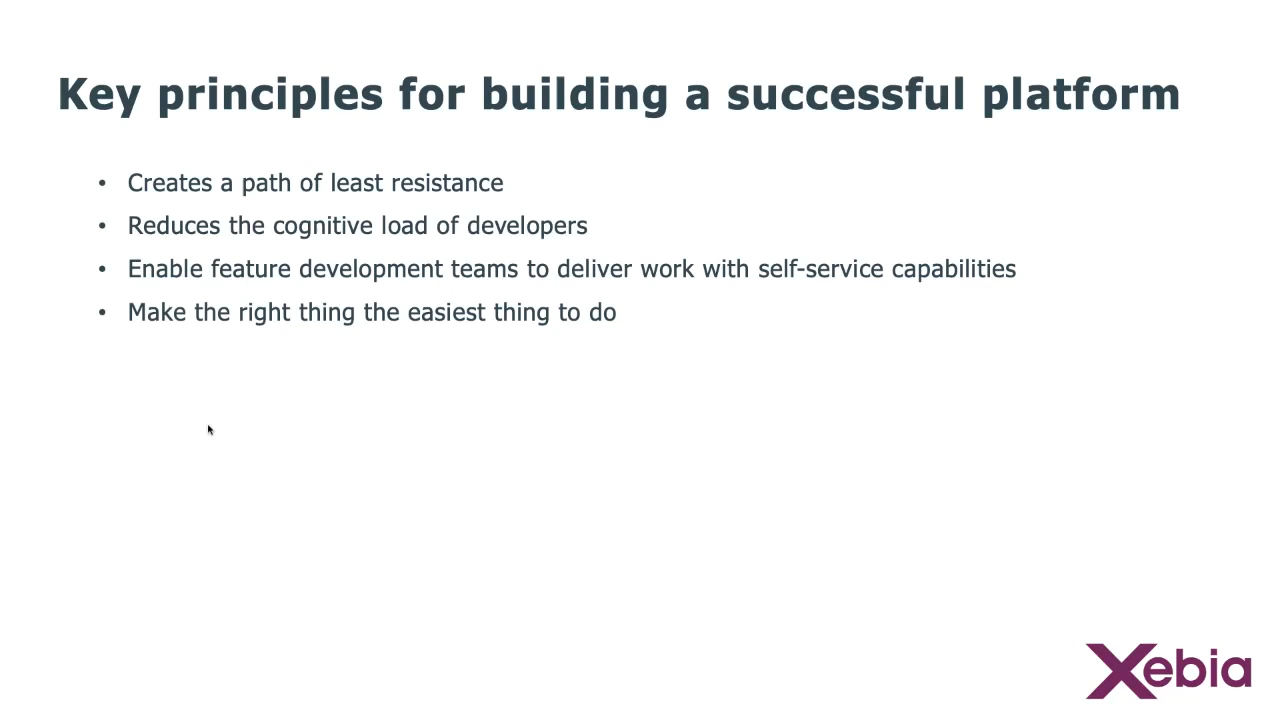 Key principles for building a successful platform
• Creates a path of least resistance
• Reduces the cognitive load of developers
• Enable feature development teams to deliver work with self-service capabilities
• Make the right thing the easiest thing to do
Xebia